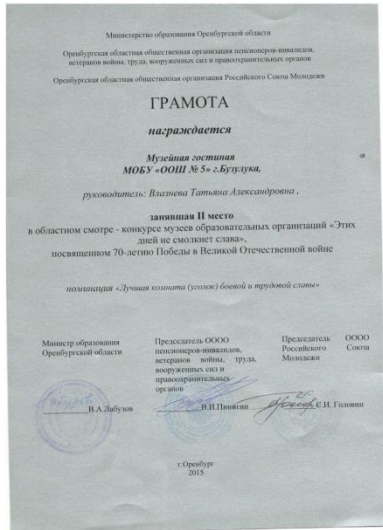 Министерство образования Оренбургской области
Оренбургская областная общественная организация пенсионеров-инвалидов,
ветеранов войны, труда, вооруженных сил и правоохранительных органов
Оренбургская областная общественная организация Российского Союза Молодежи
ГРАМОТА
награждается
Музейная гостиная
МОБУ «ООШ № 5» г.Бузулука,
руководитель: Влазнева Татьяна Александровна ,
занявшая II место
в областном смотре - конкурсе музеев образовательных организаций «Этих
дней не смолкнет слава»,
посвященном 70-летию Победы в Великой Отечественной войне
номинация «Лучшая комната (уголок) боевой и трудовой славы»
Министр образования
Оренбургской области
В.А.Лабузов
Председатель ОООО
пенсионеров-инвалидов,
ветеранов войны, труда,
вооруженных сил и
правоохранительных
органов
Председатель ОООО
Российского Союза
Молодежи
С.И. Головин
г.Оренбург
2015